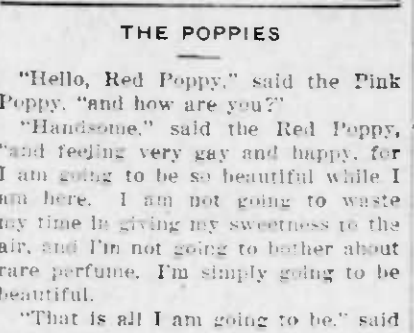 THE POPPIES
"Hello, Red Poppy," said the Pink
Poppy, "and how are you?"
"Handsome," said the Red Poppy,
"and feeling very gay and happy, for
I am going to be so beautiful while I
am here. I am not going to waste
my time in giving my sweetness to the
air, and I'm not going to bother about
rare perfume. I'm simply going to be
beautiful.
"That is all I am going to be," said